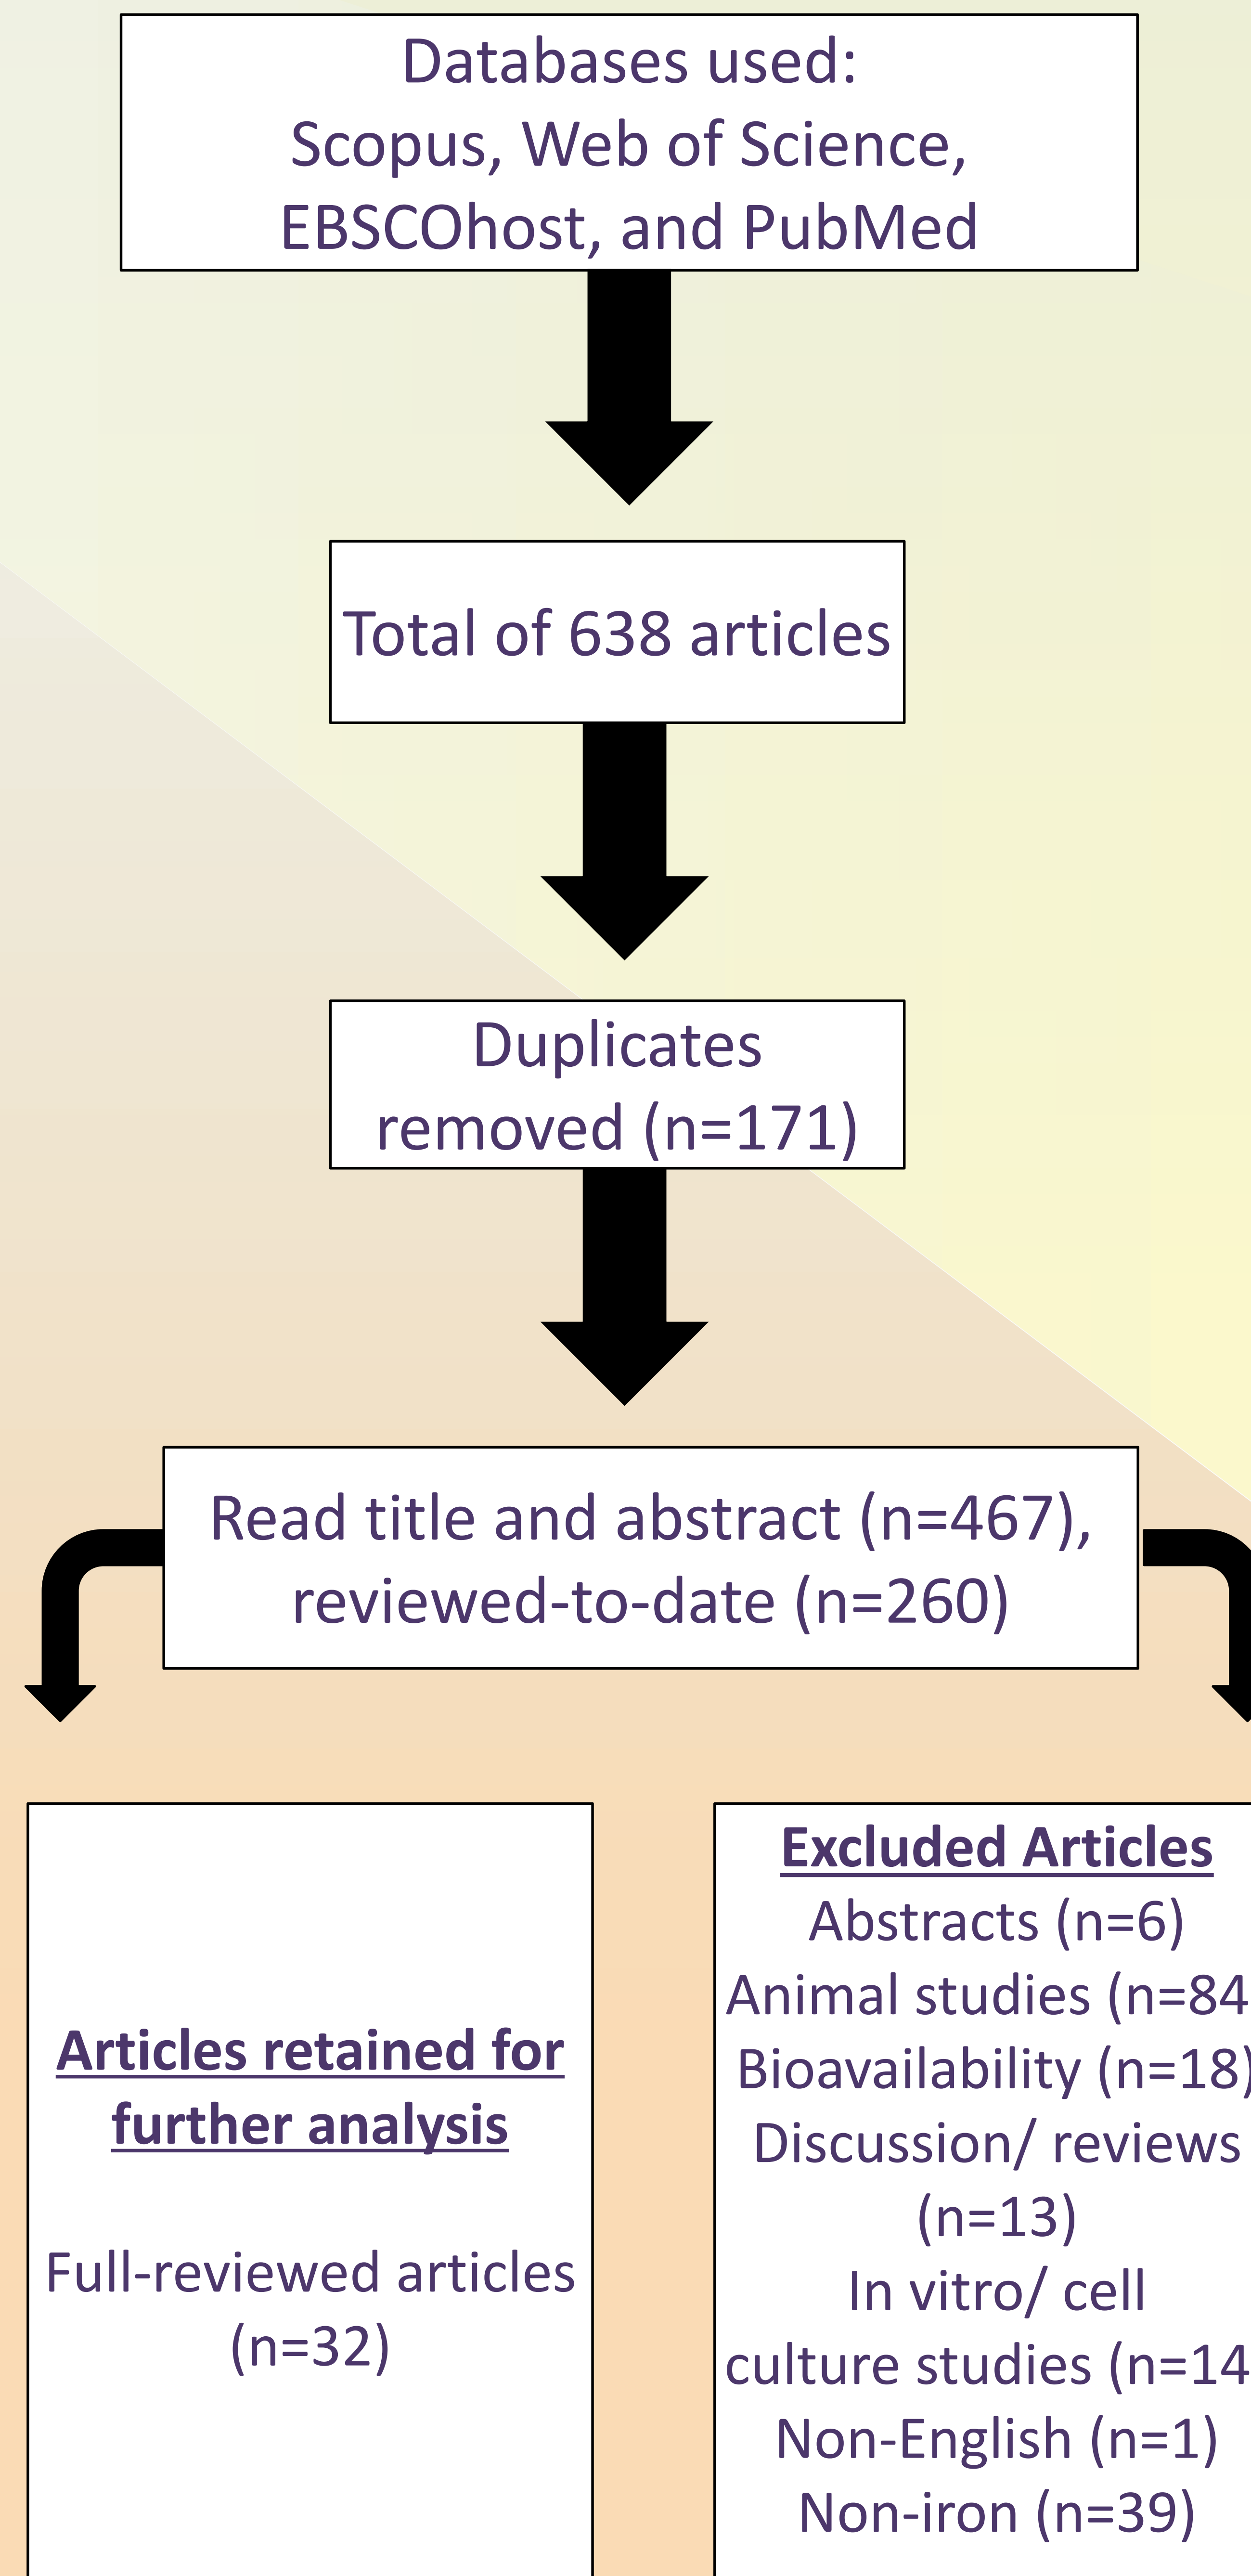 Databases used:
Scopus, Web of Science,
EBSCOhost, and PubMed
Total of 638 articles
Duplicates
removed (n=171)
Read title and abstract (n=467),
reviewed-to-date (n=260)
Articles retained for
further analysis
Full-reviewed articles
(n=32)
Excluded Articles
Abstracts (n=6)
Animal studies (n=84
Bioavailability (n=18)
Discussion/ reviews
(n=13)
In vitro/ cell
culture studies (n=14
Non-English (n=1)
Non-iron (n=39)